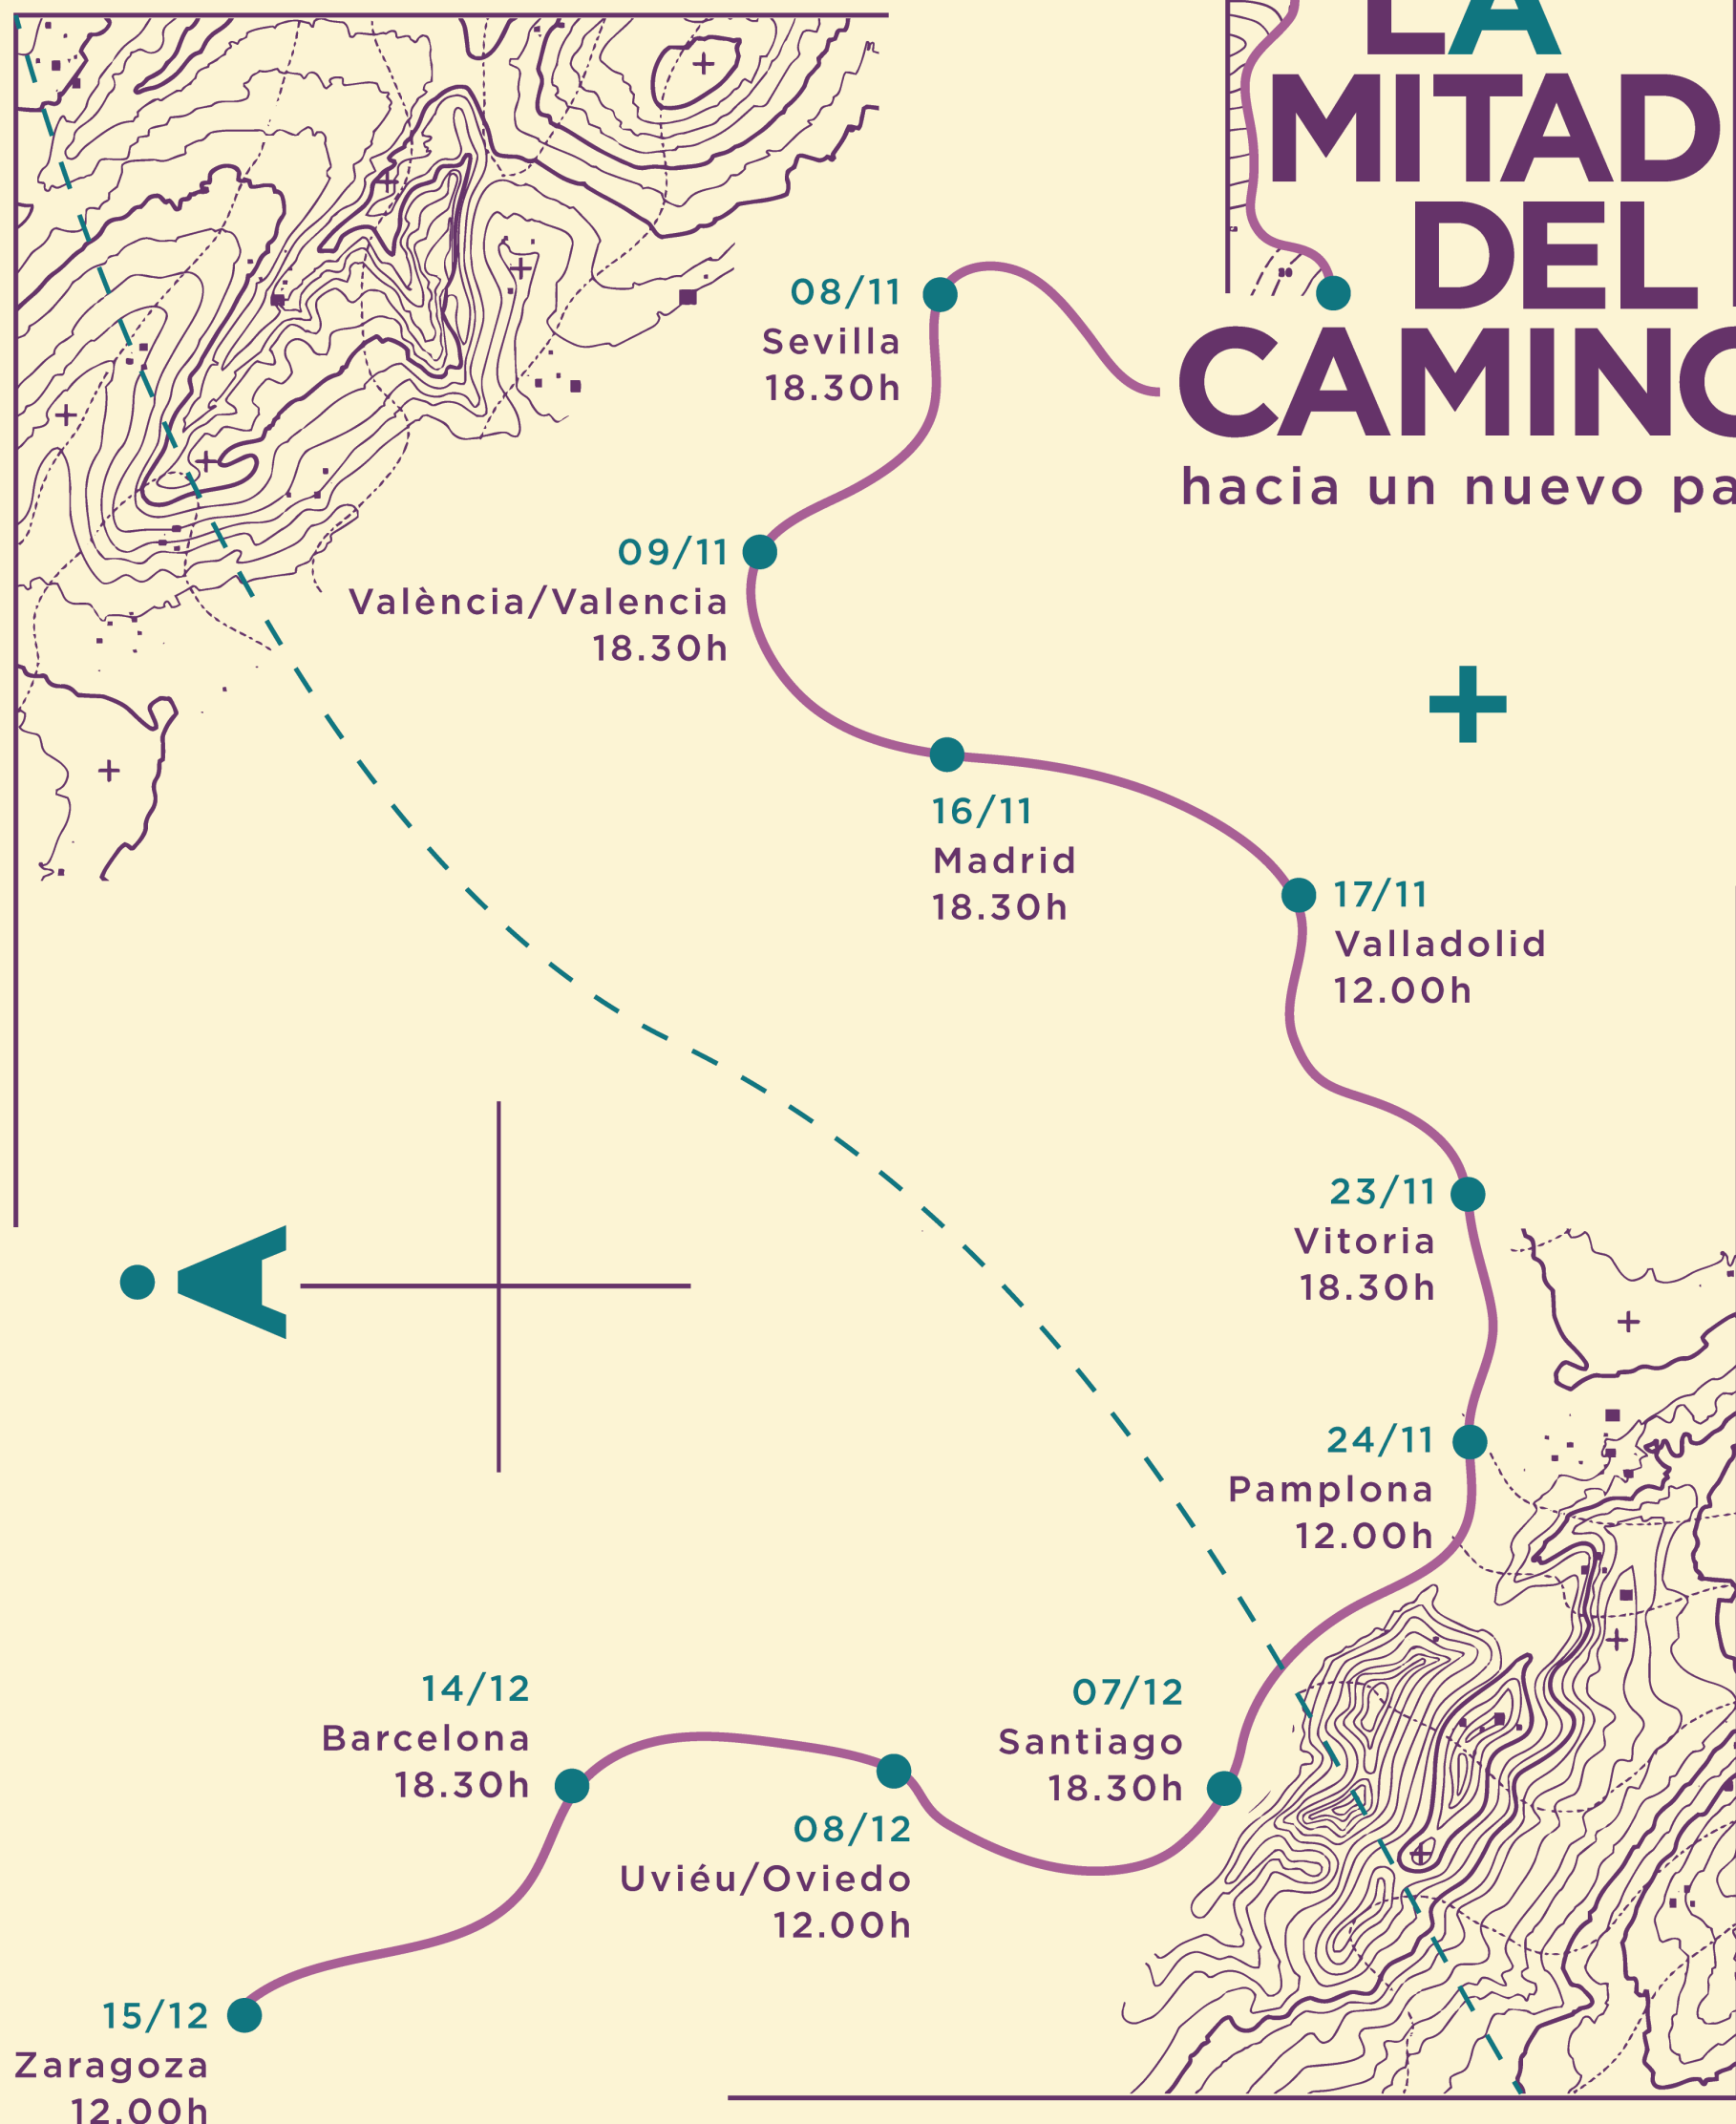 LA
MITAD
DEL
CAMINO
hacia un nuevo
08/11
Sevilla
18.30h
09/11
València/Valencia
18.30h
16/11
Madrid
18.30h
17/11
Valladolid
12.00h
23/11
Vitoria
18.30h
A
24/11
Pamplona
12.00h
07/12
Santiago
18.30h
08/12
Uviéu/Oviedo
12.00h
14/12
Barcelona
18.30h
15/12
Zaragoza
12.00h